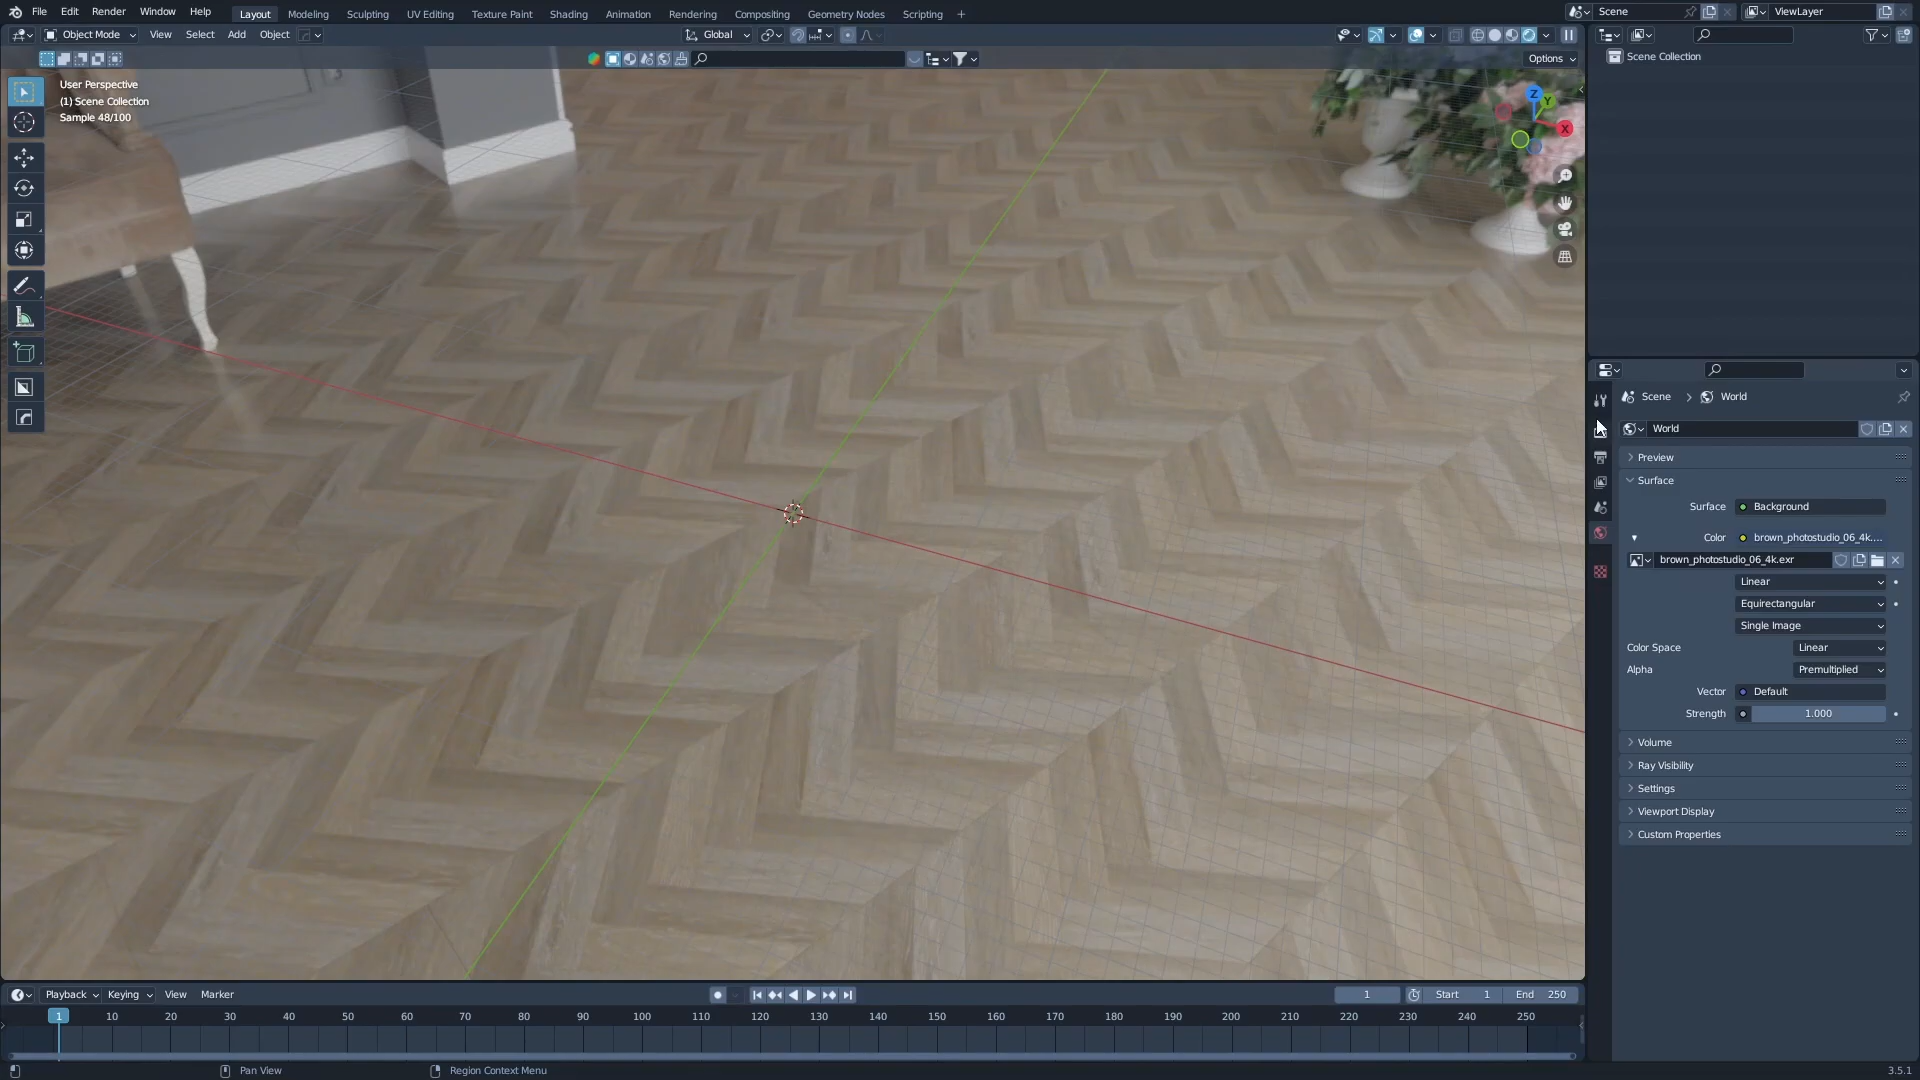 File Edit Render Window Help
Layout Modeling Sculpting UV Editing Texture Paint Shading Animation Rendering Compositing Geometry Nodes Scripting +
Scene
ViewLayer
Object Mode View Select Add Object
Global
Options
User Perspective
(1) Scene Collection
Sample 48/100
Z
Y
X
Scene Collection
Scene > World
World
Preview
Surface
Surface Background
Color brown_photostudio_06_4k....
brown_photostudio_06_4k.exr
Linear
Equirectangular
Single Image
Color Space Linear
Alpha Premultiplied
Vector Default
Strength 1.000
Volume
Ray Visibility
Settings
Viewport Display
Custom Properties
Playback Keying View Marker
1 Start 1 End 250
1 10 20 30 40 50 60 70 80 90 100 110 120 130 140 150 160 170 180 190 200 210 220 230 240 250
Pan View
Region Context Menu
3.5.1